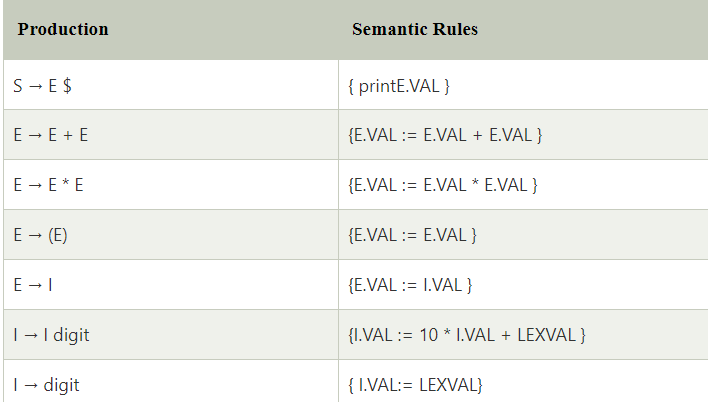 Production Semantic Rules
S → E $ { printE.VAL }
E → E + E {E.VAL := E.VAL + E.VAL }
E → E * E {E.VAL := E.VAL * E.VAL }
E → (E) {E.VAL := E.VAL }
E → I {E.VAL := I.VAL }
I → I digit {I.VAL := 10 * I.VAL + LEXVAL }
I → digit { I.VAL:= LEXVAL}